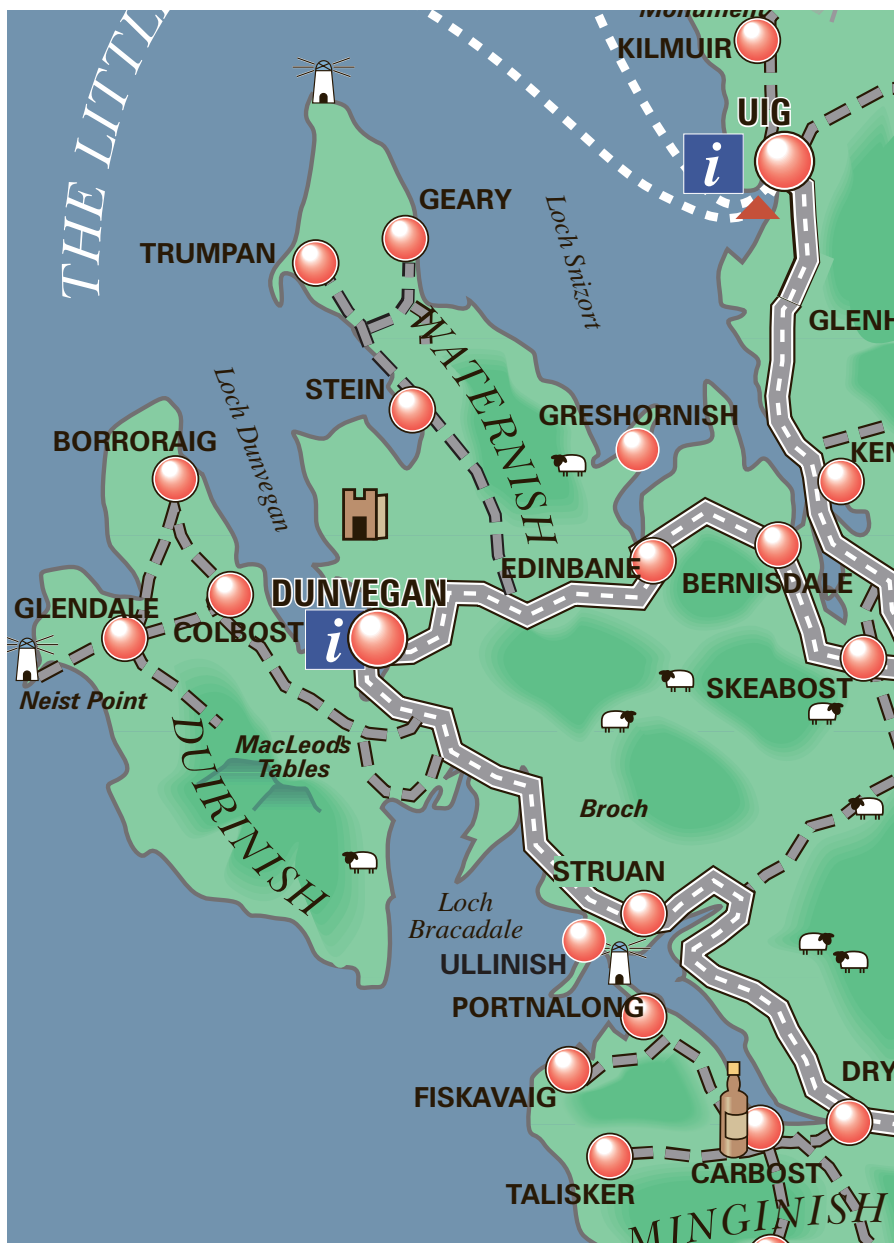 Monument
KILMUIR
UIG
i
THE LITTL
GEARY
TRUMPAN
Loch Snizort
GLENH
WATERNISH
STEIN
Loch Dunvegan
GRESHORNISH
BORRORAIG
KEN
EDINBANE
BERNISDALE
DUNVEGAN
i
GLENDALE
COLBOST
SKEABOST
Neist Point
DUIRINISH
MacLeods
Tables
Broch
STRUAN
Loch
Bracadale
ULLINISH
PORTNALONG
DRY
FISKAVAIG
CARBOST
TALISKER
MINGINISH